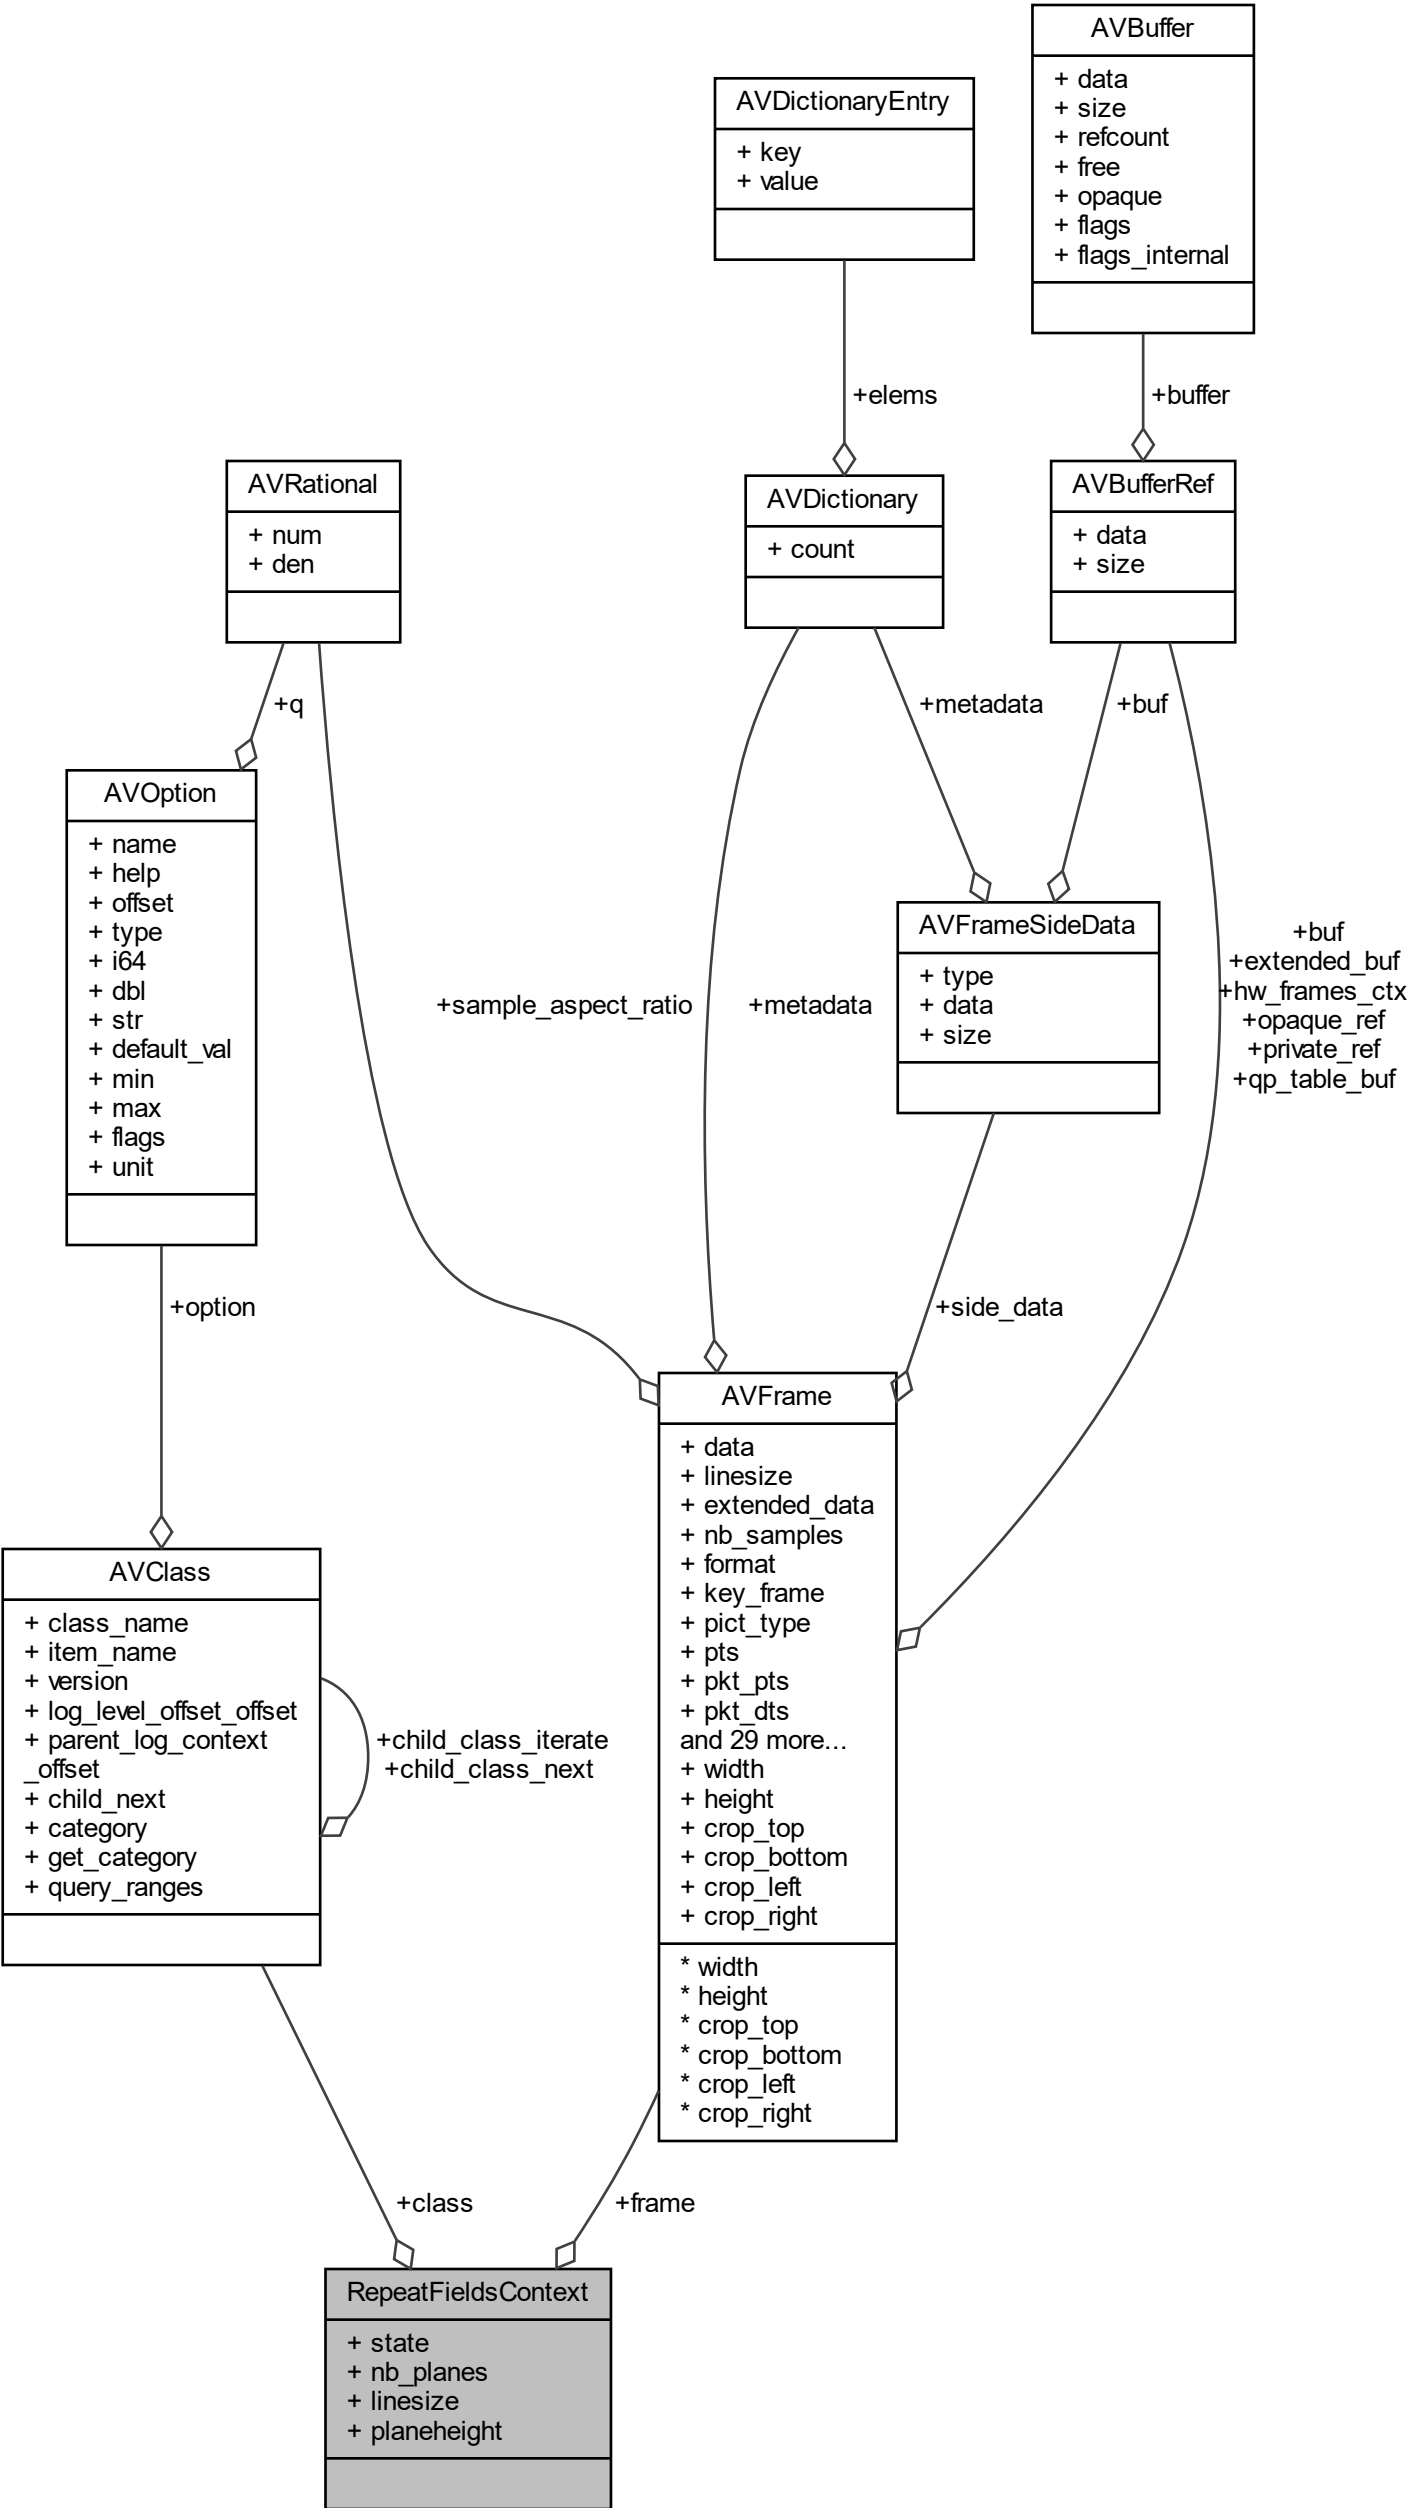 AVBuffer
+ data
+ size
+ refcount
+ free
+ opaque
+ flags
+ flags_internal
AVDictionaryEntry
+ key
+ value
+elems
+buffer
AVRational
+ num
+ den
AVDictionary
+ count
AVBufferRef
+ data
+ size
+q
+metadata
+buf
AVOption
+ name
+ help
+ offset
+ type
+ i64
+ dbl
+ str
+ default_val
+ min
+ max
+ flags
+ unit
+sample_aspect_ratio
+metadata
AVFrameSideData
+ type
+ data
+ size
+buf
+extended_buf
+hw_frames_ctx
+opaque_ref
+private_ref
+qp_table_buf
+option
+side_data
AVFrame
+ data
+ linesize
+ extended_data
+ nb_samples
+ format
+ key_frame
+ pict_type
+ pts
+ pkt_pts
+ pkt_dts
and 29 more...
+ width
+ height
+ crop_top
+ crop_bottom
+ crop_left
+ crop_right
* width
* height
* crop_top
* crop_bottom
* crop_left
* crop_right
AVClass
+ class_name
+ item_name
+ version
+ log_level_offset_offset
+ parent_log_context
_offset
+ child_next
+ category
+ get_category
+ query_ranges
+child_class_iterate
+child_class_next
+class
+frame
RepeatFieldsContext
+ state
+ nb_planes
+ linesize
+ planeheight